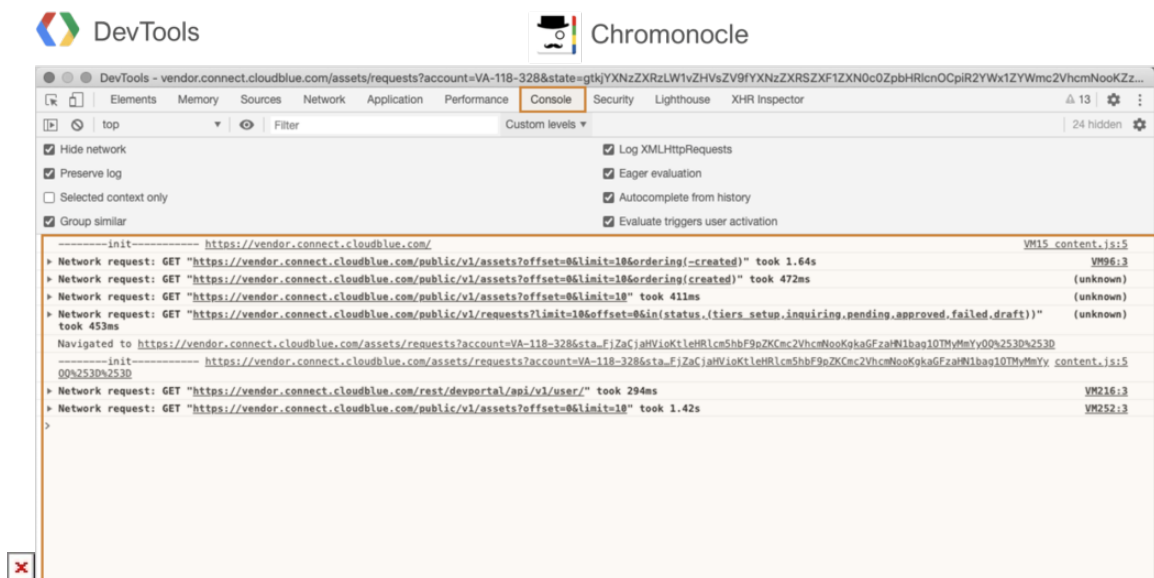 DevTools
Chromonocle
DevTools - vendor.connect.cloudblue.com/assets/requests?account=VA-118-328&state=gtkjYXNzZXRzLW1vZHVsZV9fYXNzZXRSZXF1ZXN0c0ZpbHRlcnOCpiR2YWx1ZYWmc2VhcmNooKZz...
Elements Memory Sources Network Application Performance Console Security Lighthouse XHR Inspector 13
top Filter Custom levels 24 hidden
Hide network Log XMLHttpRequests
Preserve log Eager evaluation
Selected context only Autocomplete from history
Group similar Evaluate triggers user activation
--------init----------- https://vendor.connect.cloudblue.com/ VM15 content.js:5
Network request: GET "https://vendor.connect.cloudblue.com/public/v1/assets?offset=0&limit=10&ordering(-created)" took 1.64s VM96:3
Network request: GET "https://vendor.connect.cloudblue.com/public/v1/assets?offset=0&limit=10&ordering(created)" took 472ms (unknown)
Network request: GET "https://vendor.connect.cloudblue.com/public/v1/assets?offset=0&limit=10" took 411ms (unknown)
Network request: GET "https://vendor.connect.cloudblue.com/public/v1/requests?limit=10&offset=0&in(status,(tiers_setup,inquiring,pending,approved,failed,draft))" (unknown)
took 453ms
Navigated to https://vendor.connect.cloudblue.com/assets/requests?account=VA-118-328&sta…FjZaCjaHVioKtleHRlcm5hbF9pZKCmc2VhcmNooKgkaGFzaHN1bag1OTMyMmYyOQ%253D%253D
--------init----------- https://vendor.connect.cloudblue.com/assets/requests?account=VA-118-328&sta…FjZaCjaHVioKtleHRlcm5hbF9pZKCmc2VhcmNooKgkaGFzaHN1bag1OTMyMmYy content.js:5
OQ%253D%253D
Network request: GET "https://vendor.connect.cloudblue.com/rest/devportal/api/v1/user/" took 294ms VM216:3
Network request: GET "https://vendor.connect.cloudblue.com/public/v1/assets?offset=0&limit=10" took 1.42s VM252:3